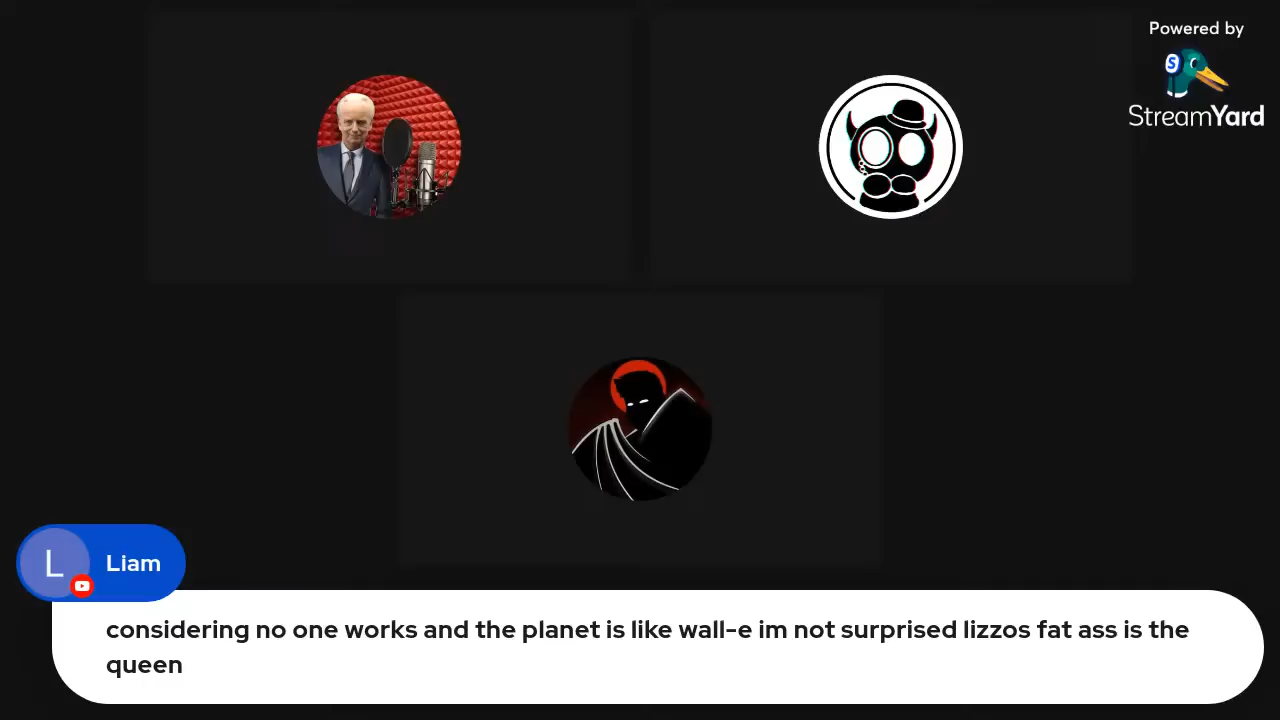 Powered by
StreamYard
S
L
Liam
considering no one works and the planet is like wall-e im not surprised lizzos fat ass is the
queen